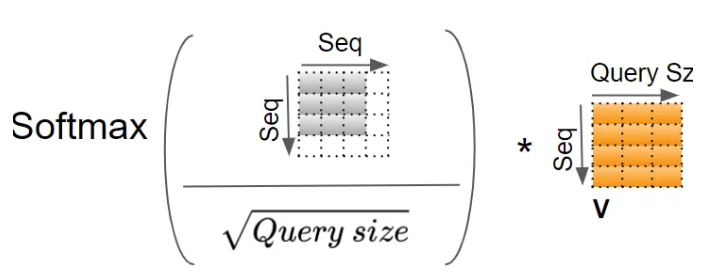 Seq
Seq
Softmax
√Query size
*
Query Sz
Seq
V